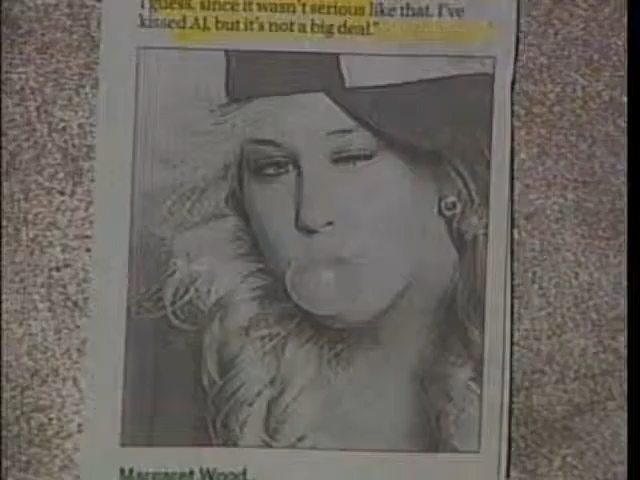 I guess, since it wasn't serious like that. I've
kissed AJ, but it's not a big deal."
Margaret Wood